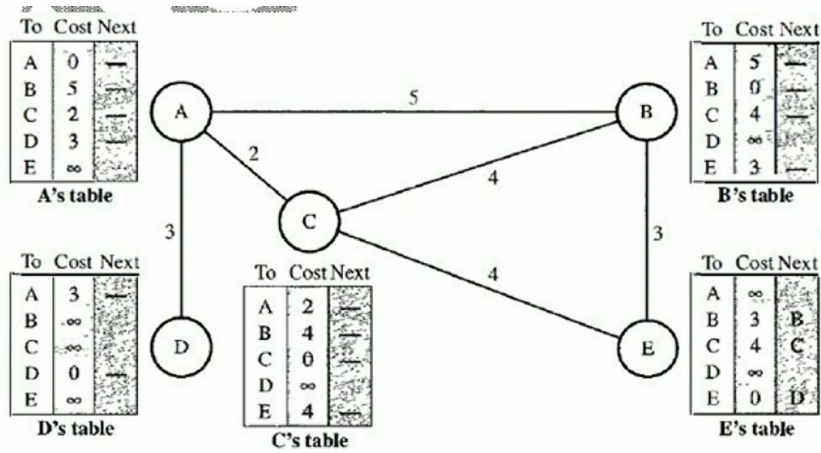 To Cost Next
A 0 —
B 5 —
C 2 —
D 3 —
E ∞
A's table
To Cost Next
A 5 —
B 0 —
C 4 —
D ∞
E 3 —
B's table
A
5
B
2
4
C
3
4
3
D
E
To Cost Next
A 3 —
B ∞
C ∞
D 0 —
E ∞
D's table
To Cost Next
A 2 —
B 4 —
C 0 —
D ∞
E 4 —
C's table
To Cost Next
A ∞
B 3 B
C 4 C
D ∞
E 0 D
E's table